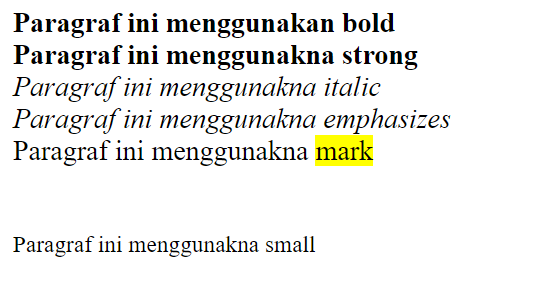 Paragraf ini menggunakan bold
Paragraf ini menggunakna strong
Paragraf ini menggunakna italic
Paragraf ini menggunakna emphasizes
Paragraf ini menggunakna mark
Paragraf ini menggunakna small